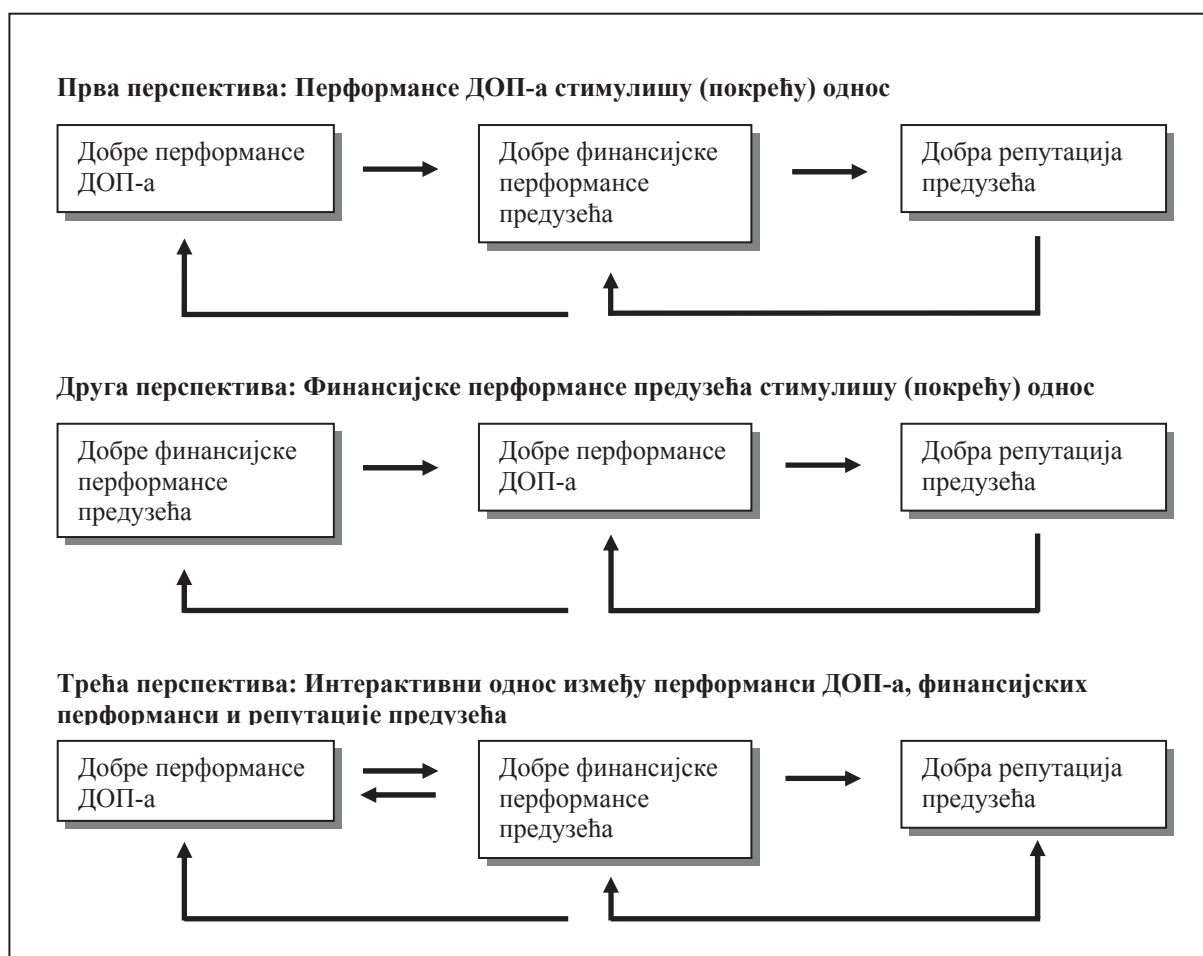 Прва перспектива: Перформансе ДОП-а стимулишу (покрећу) однос
Добре перформансе
ДОП-а
Добре финансијске
перформансе
предузећа
Добра репутација
предузећа
Друга перспектива: Финансијске перформансе предузећа стимулишу (покрећу) однос
Добре финансијске
перформансе
предузећа
Добре перформансе
ДОП-а
Добра репутација
предузећа
Трећа перспектива: Интерактивни однос између перформанси ДОП-а, финансијских
перформанси и репутације предузећа
Добре перформансе
ДОП-а
Добре финансијске
перформансе
предузећа
Добра репутација
предузећа